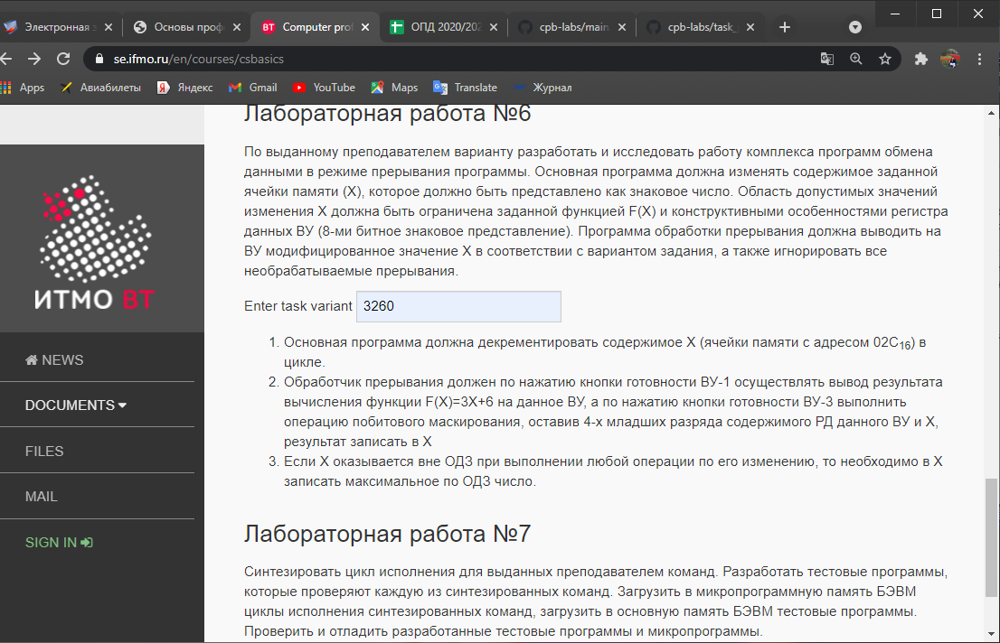 Электронная з
Основы проф
Computer prof
ОПД 2020/202
cpb-labs/main
cpb-labs/task_
se.ifmo.ru/en/courses/csbasics
Apps
Авиабилеты
Яндекс
Gmail
YouTube
Maps
Translate
Журнал
Лабораторная работа №6
По выданному преподавателем варианту разработать и исследовать работу комплекса программ обмена
данными в режиме прерывания программы. Основная программа должна изменять содержимое заданной
ячейки памяти (X), которое должно быть представлено как знаковое число. Область допустимых значений
изменения X должна быть ограничена заданной функцией F(X) и конструктивными особенностями регистра
данных ВУ (8-ми битное знаковое представление). Программа обработки прерывания должна выводить на
ВУ модифицированное значение X в соответствии с вариантом задания, а также игнорировать все
необрабатываемые прерывания.
Enter task variant 3260
1. Основная программа должна декрементировать содержимое X (ячейки памяти с адресом 02C16) в
цикле.
2. Обработчик прерывания должен по нажатию кнопки готовности ВУ-1 осуществлять вывод результата
вычисления функции F(X)=3X+6 на данное ВУ, а по нажатию кнопки готовности ВУ-3 выполнить
операцию побитового маскирования, оставив 4-х младших разряда содержимого РД данного ВУ и X,
результат записать в X
3. Если X оказывается вне ОДЗ при выполнении любой операции по его изменению, то необходимо в X
записать максимальное по ОДЗ число.
Лабораторная работа №7
Синтезировать цикл исполнения для выданных преподавателем команд. Разработать тестовые программы,
которые проверяют каждую из синтезированных команд. Загрузить в микропрограммную память БЭВМ
циклы исполнения синтезированных команд, загрузить в основную память БЭВМ тестовые программы.
Проверить и отладить разработанные тестовые программы и микропрограммы.
ИТМО ВТ
NEWS
DOCUMENTS
FILES
MAIL
SIGN IN